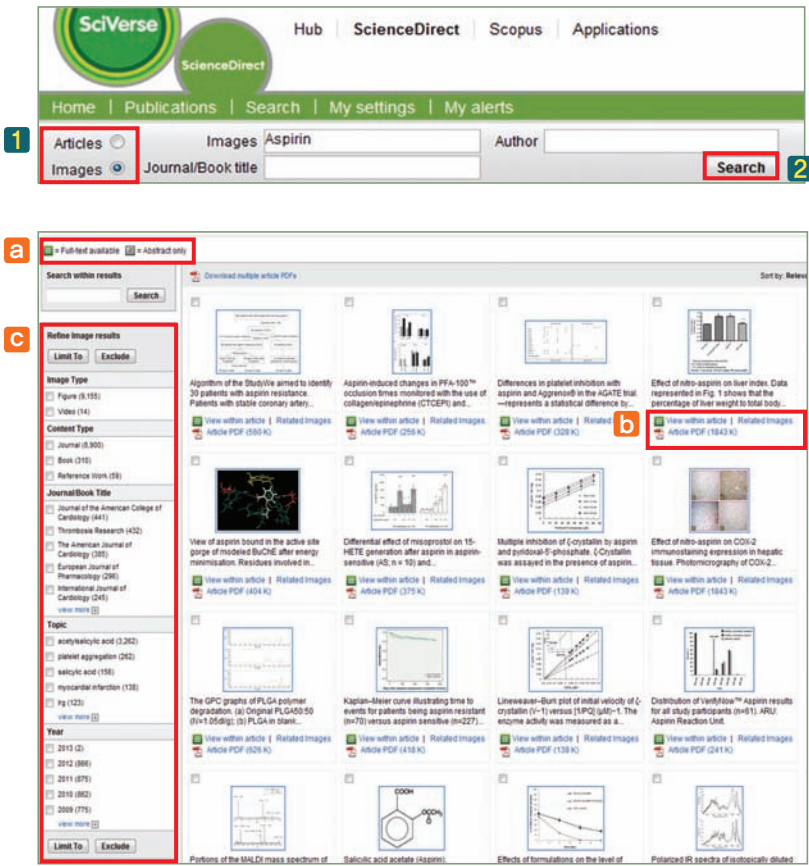 SciVerse
ScienceDirect
Hub ScienceDirect Scopus Applications
Home | Publications | Search | My settings | My alerts
1
Articles Images Aspirin Author
Images Journal/Book title Search
2
a
= Full-text available = Abstract only
Search within results
Search
Download multiple article PDFs Sort by: Releva
c
Refine image results
Limit To Exclude
Image Type
Figure (9,155)
Video (14)
Content Type
Journal (8,900)
Book (310)
Reference Work (59)
Journal/Book Title
Journal of the American College of
Cardiology (441)
Thrombosis Research (432)
The American Journal of
Cardiology (385)
European Journal of
Pharmacology (296)
International Journal of
Cardiology (245)
view more
Topic
acetylsalicylic acid (3,262)
platelet aggregation (262)
salicylic acid (156)
myocardial infarction (138)
irg (123)
view more
Year
2013 (2)
2012 (866)
2011 (875)
2010 (862)
2009 (775)
view more
Limit To Exclude
Algorithm of the StudyWe aimed to identify
30 patients with aspirin resistance.
Patients with stable coronary artery...
View within article | Related Images
Article PDF (560 K)
Aspirin-induced changes in PFA-100™
occlusion times monitored with the use of
collagen/epinephrine (CTCEPI) and...
View within article | Related Images
Article PDF (256 K)
Differences in platelet inhibition with
aspirin and Aggrenox® in the AGATE trial.
—represents a statistical difference by...
View within article | Related Images
Article PDF (328 K)
b
Effect of nitro-aspirin on liver index. Data
represented in Fig. 1 shows that the
percentage of liver weight to total body...
View within article | Related Images
Article PDF (1843 K)
View of aspirin bound in the active site
gorge of modeled BuChE after energy
minimisation. Residues involved in...
View within article | Related Images
Article PDF (404 K)
Differential effect of misoprostol on 15-
HETE generation after aspirin in aspirin-
sensitive (AS; n = 10) and...
View within article | Related Images
Article PDF (375 K)
Multiple inhibition of ζ-crystallin by aspirin
and pyridoxal-5'-phosphate. ζ-Crystallin
was assayed in the presence of aspirin...
View within article | Related Images
Article PDF (139 K)
Effect of nitro-aspirin on COX-2
immunostaining expression in hepatic
tissue. Photomicrography of COX-2...
View within article | Related Images
Article PDF (1843 K)
The GPC graphs of PLGA polymer
degradation. (a) Original PLGA50:50
(IV=1.05dl/g); (b) PLGA in blank...
View within article | Related Images
Article PDF (626 K)
Kaplan–Meier curve illustrating time to
events for patients being aspirin resistant
(n=70) versus aspirin sensitive (n=227)...
View within article | Related Images
Article PDF (418 K)
Lineweaver–Burk plot of initial velocity of ζ-
crystallin (V−1) versus [1/PQ] (μM)−1. The
enzyme activity was measured as a...
View within article | Related Images
Article PDF (139 K)
Distribution of VerifyNow™ Aspirin results
for all study participants (n=61). ARU:
Aspirin Reaction Unit.
View within article | Related Images
Article PDF (241 K)
Portions of the MALDI mass spectrum of
COOH
OCOCH₃
Salicylic acid acetate (Aspirin).
Effects of formulations on the level of
Polarized IR spectra of isotopically diluted